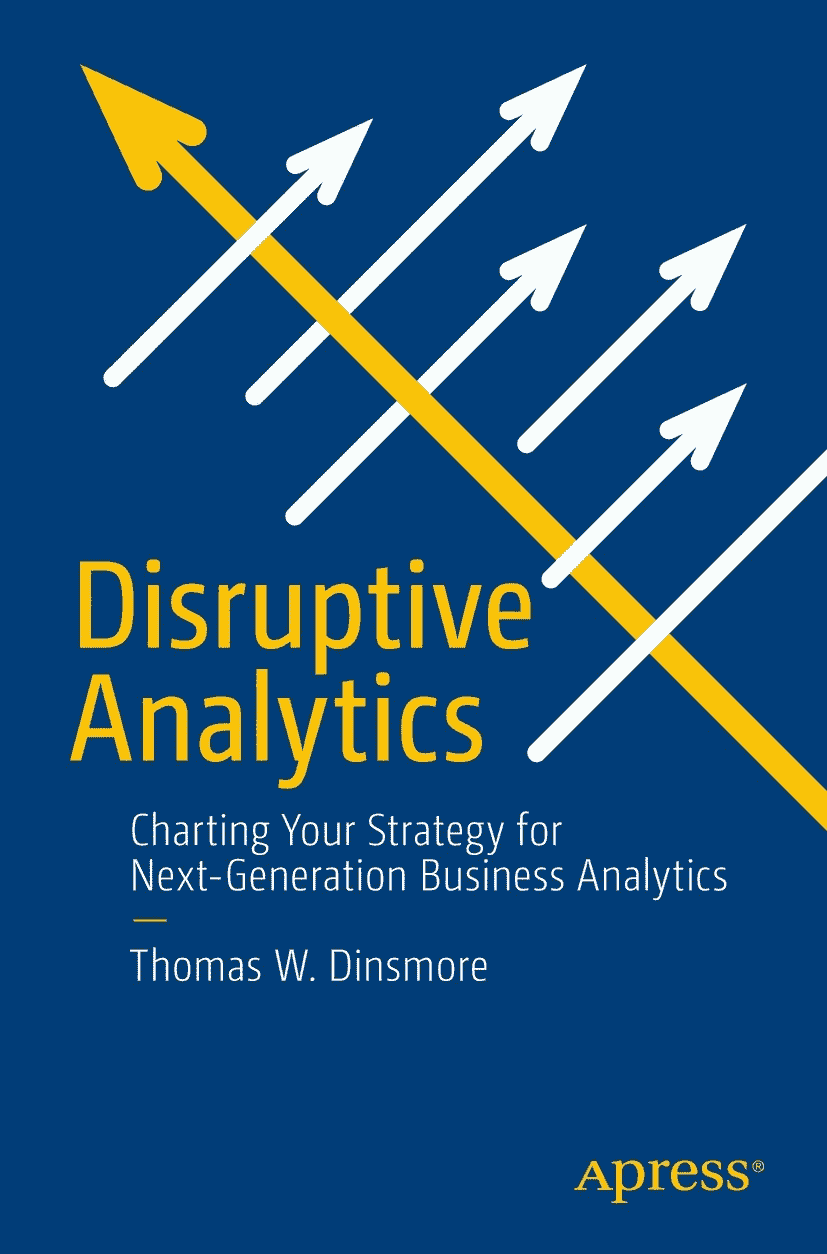 Disruptive
Analytics
Charting Your Strategy for
Next-Generation Business Analytics
Thomas W. Dinsmore
Apress®